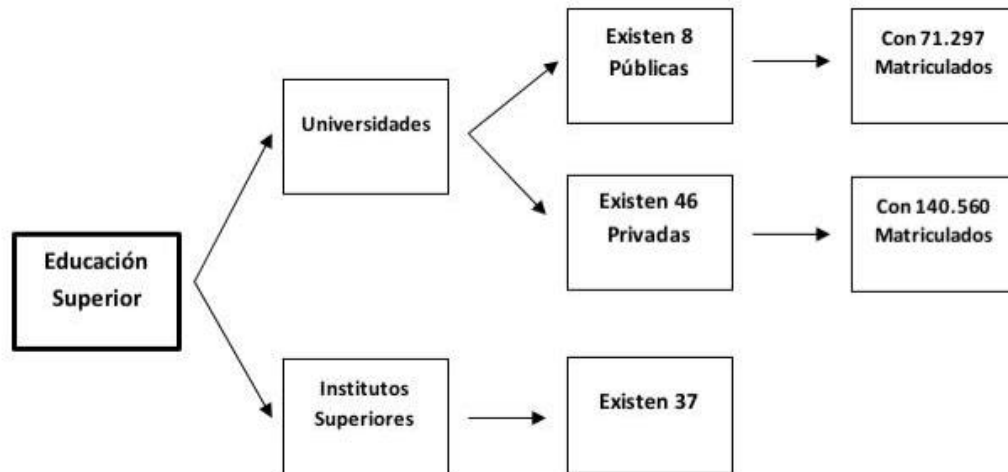 Educación
Superior
Universidades
Existen 8
Públicas
Con 71.297
Matriculados
Existen 46
Privadas
Con 140.560
Matriculados
Institutos
Superiores
Existen 37